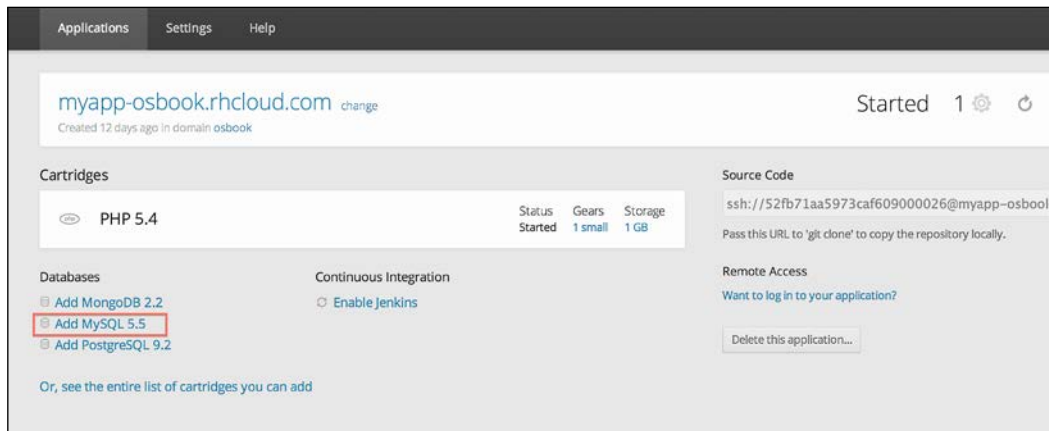 Applications Settings Help
myapp-osbook.rhcloud.com change
Started 1
Created 12 days ago in domain osbook
Cartridges
php PHP 5.4
Status Gears Storage
Started 1 small 1 GB
Databases
Add MongoDB 2.2
Add MySQL 5.5
Add PostgreSQL 9.2
Continuous Integration
Enable Jenkins
Or, see the entire list of cartridges you can add
Source Code
ssh://52fb71aa5973caf609000026@myapp-osbool
Pass this URL to 'git clone' to copy the repository locally.
Remote Access
Want to log in to your application?
Delete this application...